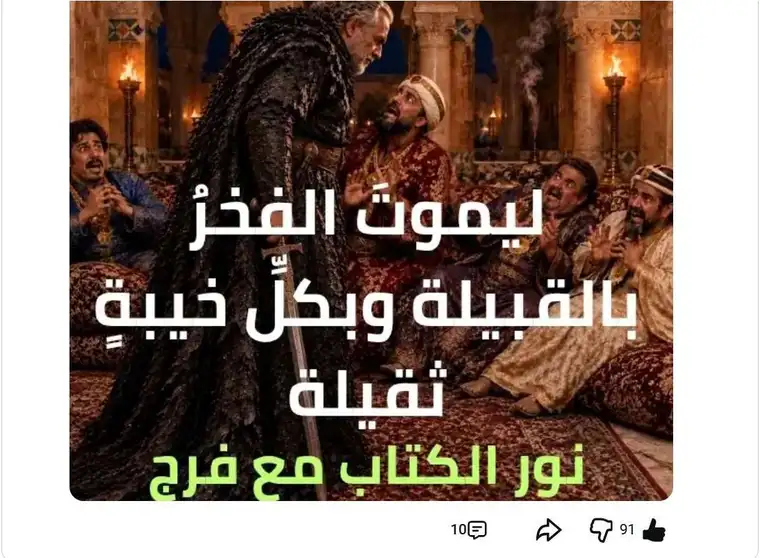 ليموتَ الفخرُ
بالقبيلة وبكلِّ خيبةٍ
ثقيلة
نور الكتاب مع فرج
91
10